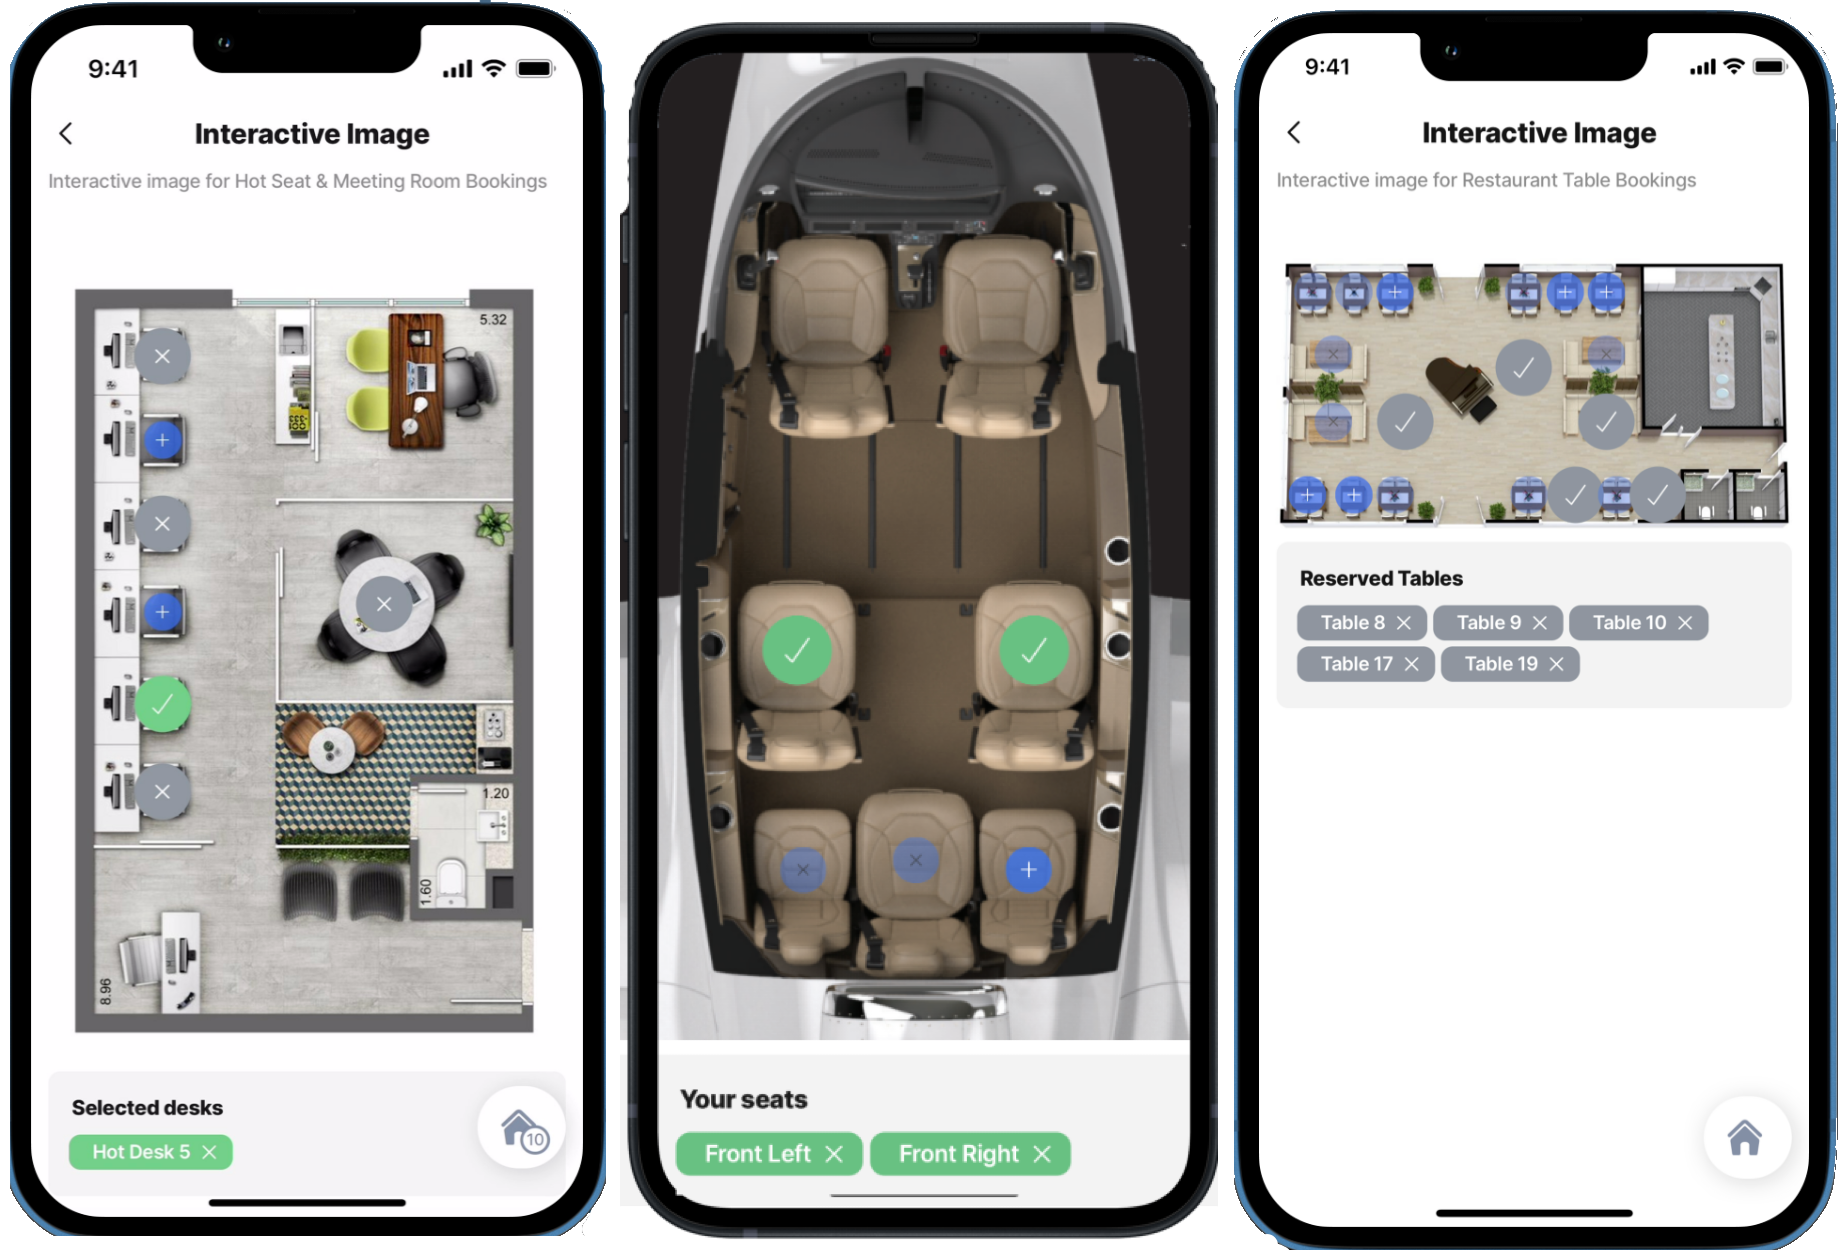 9:41
Interactive Image
Interactive image for Hot Seat & Meeting Room Bookings
5.32
1.20
1.60
8.96
Selected desks
Hot Desk 5
10
Your seats
Front Left
Front Right
9:41
Interactive Image
Interactive image for Restaurant Table Bookings
Reserved Tables
Table 8 Table 9 Table 10
Table 17 Table 19